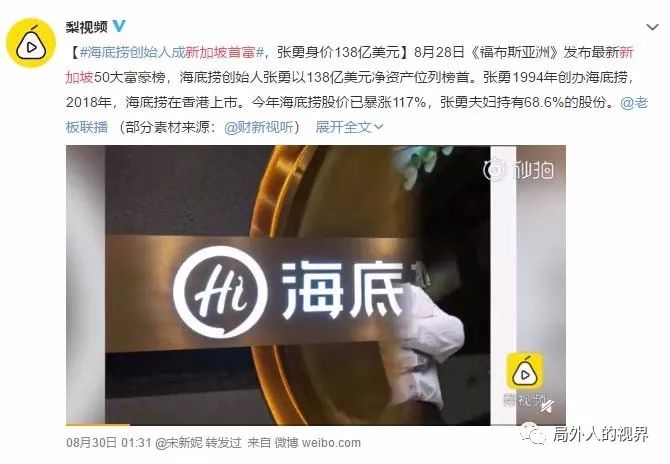 梨视频
【#海底捞创始人成新加坡首富#，张勇身价138亿美元】8月28日《福布斯亚洲》发布最新新
加坡50大富豪榜，海底捞创始人张勇以138亿美元净资产位列榜首。张勇1994年创办海底捞，
2018年，海底捞在香港上市。今年海底捞股价已暴涨117%，张勇夫妇持有68.6%的股份。@老
板联播 （部分素材来源：@财新视听） 展开全文
秒拍
Hi 海底
梨视频
局外人的视界
08月30日 01:31 @宋新妮 转发过 来自 微博 weibo.com